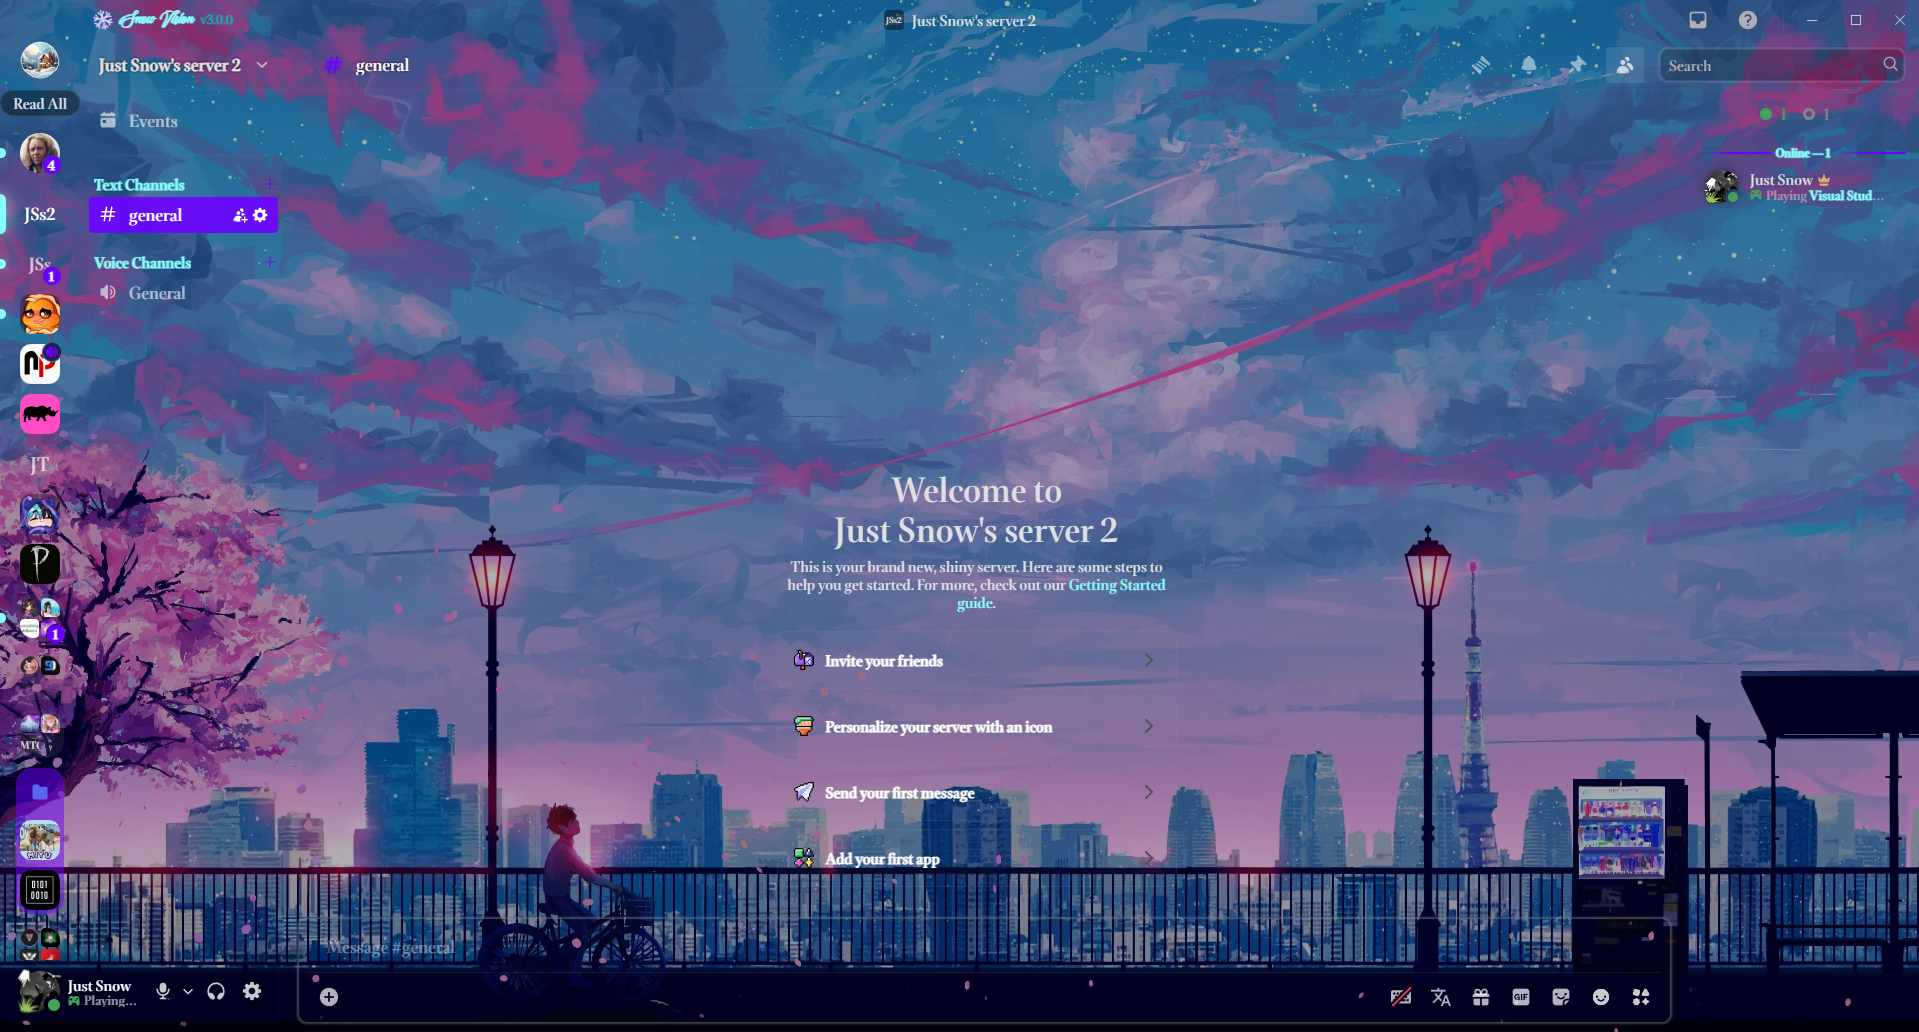 Snow Vision v3.0.0
JSs2 Just Snow's server 2
Just Snow's server 2
general
Search
Read All
Events
1 1
Online — 1
Just Snow
Playing Visual Stud...
4
Text Channels
general
JSs2
Voice Channels
JSs
1
General
JT
Welcome to
Just Snow's server 2
This is your brand new, shiny server. Here are some steps to
help you get started. For more, check out our Getting Started
guide.
1
Invite your friends
Personalize your server with an icon
Send your first message
Add your first app
MIYU
0101
0010
Message #general
Just Snow
Playing...
GIF